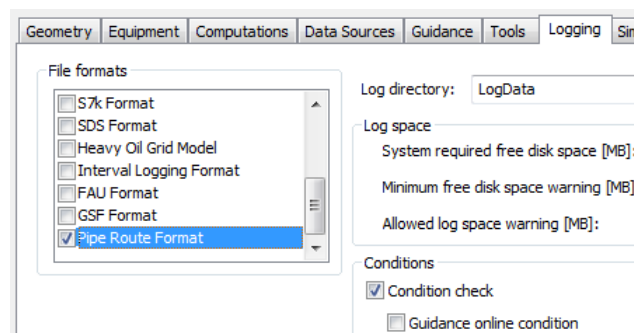 Geometry Equipment Computations Data Sources Guidance Tools Logging
File formats
S7k Format
SDS Format
Heavy Oil Grid Model
Interval Logging Format
FAU Format
GSF Format
Pipe Route Format
Log directory: LogData
Log space
System required free disk space [MB]:
Minimum free disk space warning [MB]
Allowed log space warning [MB]:
Conditions
Condition check
Guidance online condition